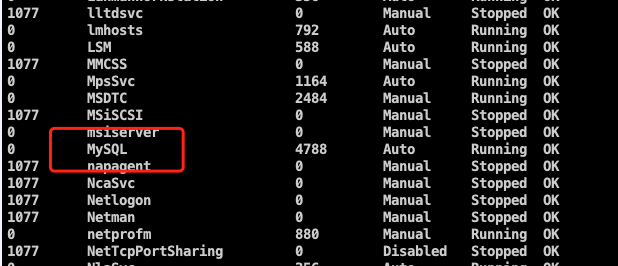 1077 lltdsvc 0 Manual Stopped OK
0 lmhosts 792 Auto Running OK
0 LSM 588 Auto Running OK
1077 MMCSS 0 Manual Stopped OK
0 MpsSvc 1164 Auto Running OK
0 MSDTC 2484 Manual Running OK
1077 MSiSCSI 0 Manual Stopped OK
0 msiserver 0 Manual Stopped OK
0 MySQL 4788 Auto Running OK
1077 napagent 0 Manual Stopped OK
1077 NcaSvc 0 Manual Stopped OK
1077 Netlogon 0 Manual Stopped OK
1077 Netman 0 Manual Stopped OK
0 netprofm 880 Manual Running OK
1077 NetTcpPortSharing 0 Disabled Stopped OK